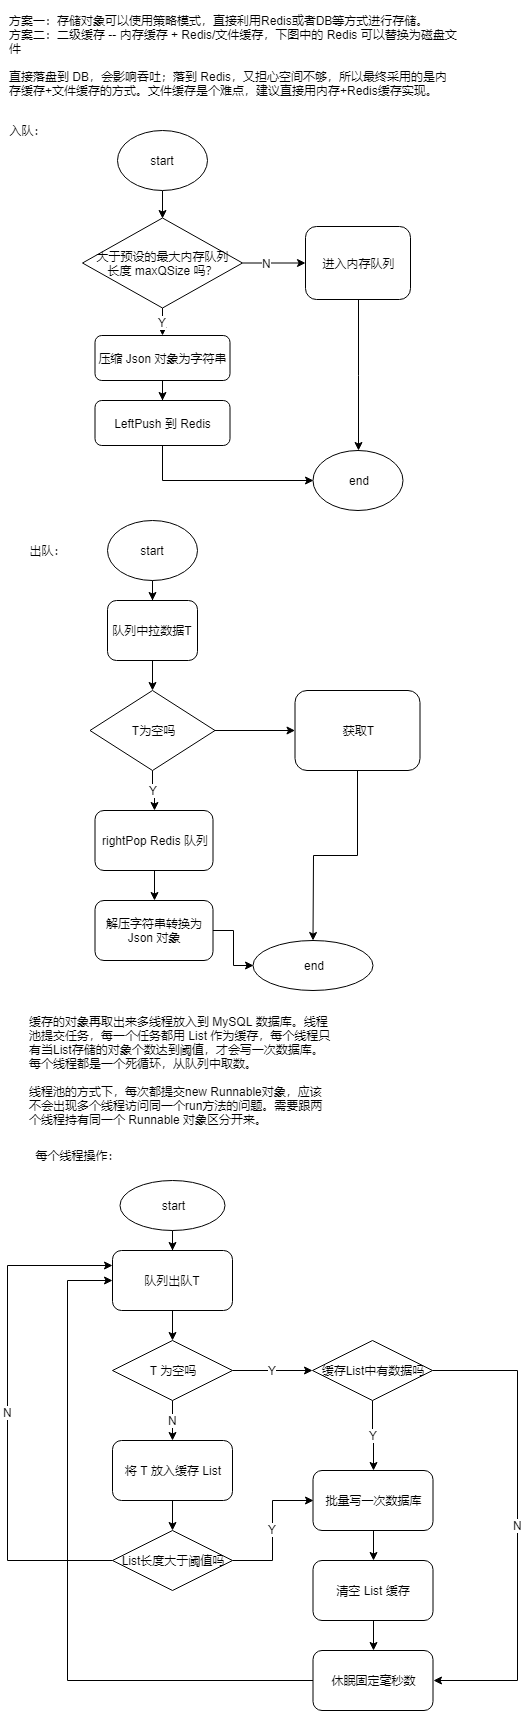 方案一：存储对象可以使用策略模式，直接利用Redis或者DB等方式进行存储。
方案二：二级缓存 -- 内存缓存 + Redis/文件缓存，下图中的 Redis 可以替换为磁盘文
件
直接落盘到 DB，会影响吞吐；落到 Redis，又担心空间不够，所以最终采用的是内
存缓存+文件缓存的方式。文件缓存是个难点，建议直接用内存+Redis缓存实现。
入队：
start
大于预设的最大内存队列
长度 maxQSize 吗？
N
进入内存队列
Y
压缩 Json 对象为字符串
LeftPush 到 Redis
end
出队：
start
队列中拉数据T
T为空吗
获取T
Y
rightPop Redis 队列
解压字符串转换为
Json 对象
end
缓存的对象再取出来多线程放入到 MySQL 数据库。线程
池提交任务，每一个任务都用 List 作为缓存，每个线程只
有当List存储的对象个数达到阈值，才会写一次数据库。
每个线程都是一个死循环，从队列中取数。
线程池的方式下，每次都提交new Runnable对象，应该
不会出现多个线程访问同一个run方法的问题。需要跟两
个线程持有同一个 Runnable 对象区分开来。
每个线程操作：
start
队列出队T
T 为空吗
Y
缓存List中有数据吗
N
N
Y
将 T 放入缓存 List
批量写一次数据库
N
Y
List长度大于阈值吗
清空 List 缓存
休眠固定毫秒数